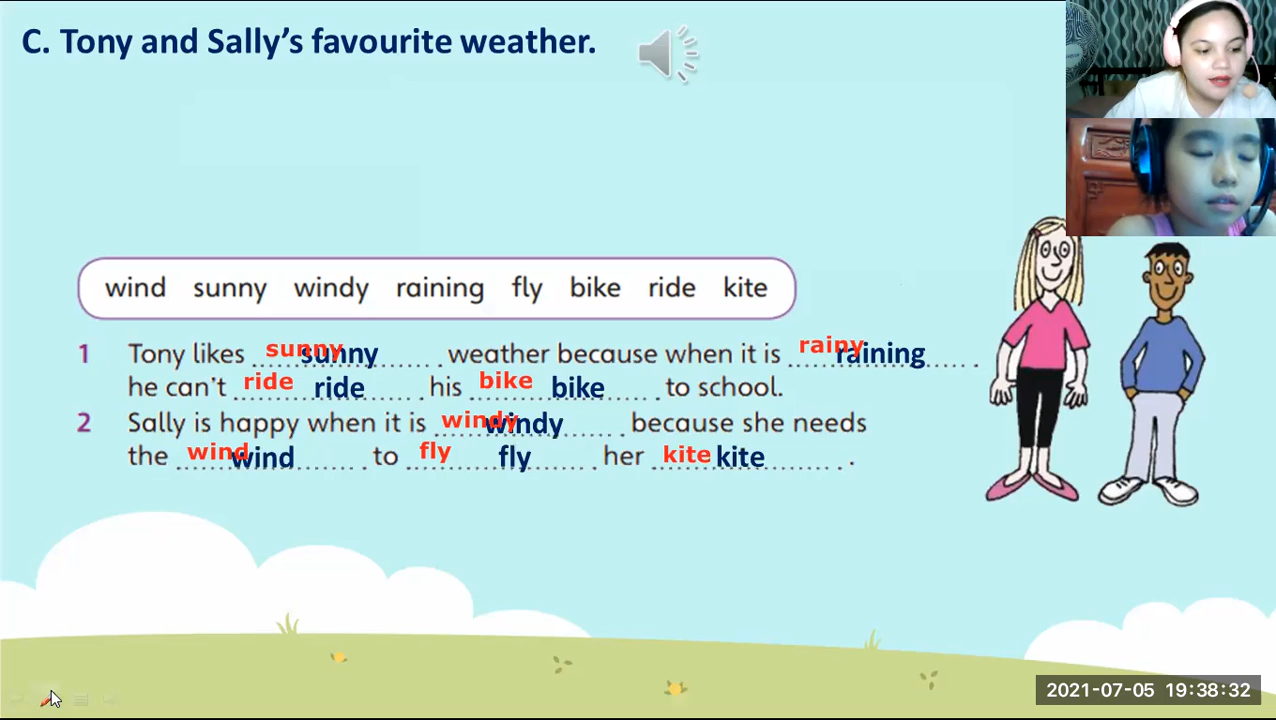 C. Tony and Sally's favourite weather.
wind sunny windy raining fly bike ride kite
1 Tony likes sunny sunny weather because when it is rainy raining
he can't ride ride his bike bike to school.
2 Sally is happy when it is windy windy because she needs
the wind wind to fly fly her kite kite.
2021-07-05 19:38:32